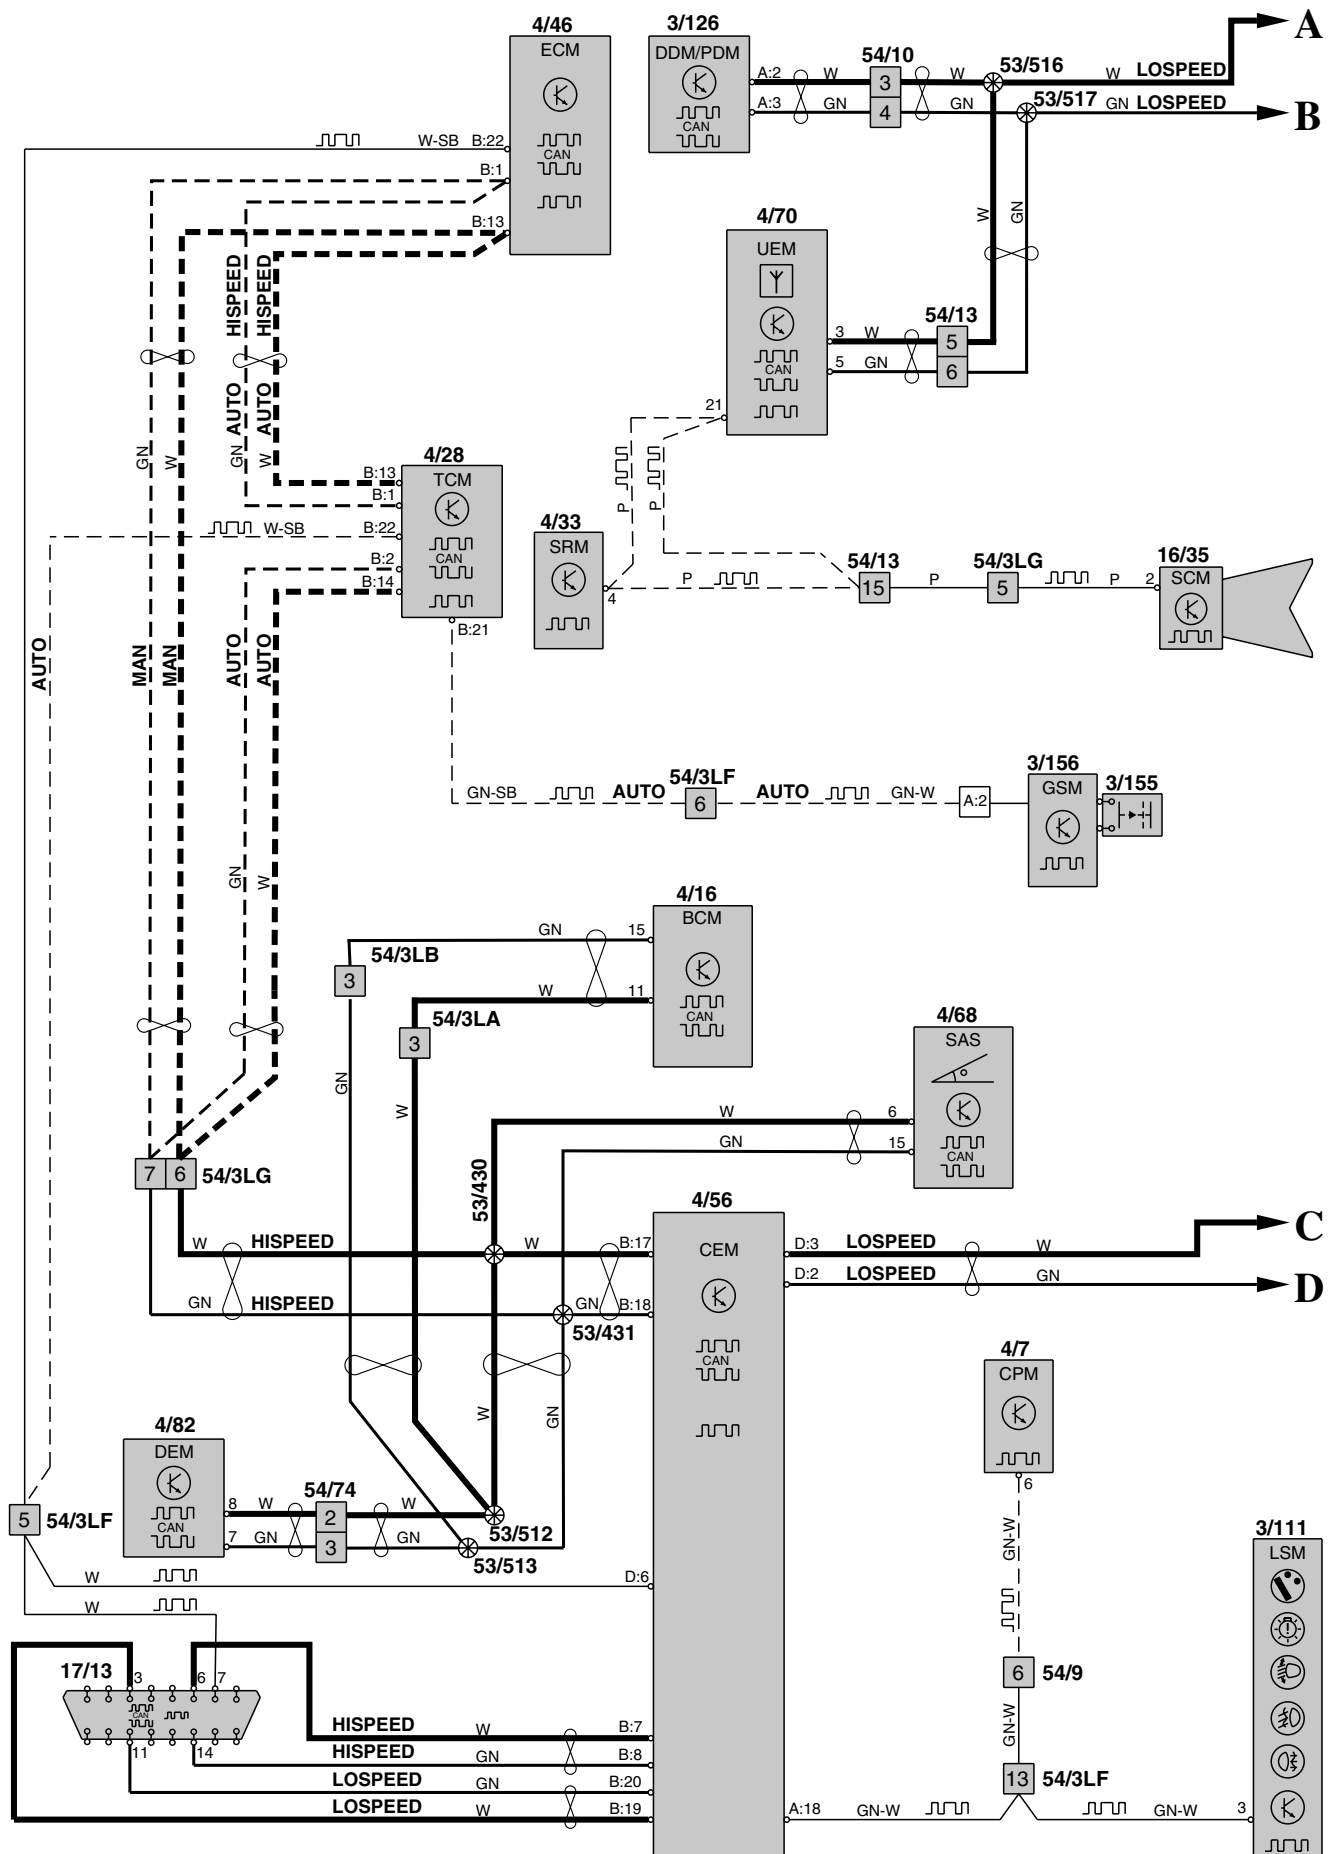 4/46
ECM
CAN
W-SB B:22
B:1
B:13
3/126
DDM/PDM
CAN
A:2 W
A:3 GN
54/10
3
4
W
GN
53/516
W LOSPEED
A
53/517
GN LOSPEED
B
W
GN
4/70
UEM
CAN
3 W
5 GN
54/13
5
6
21
P
P
HISPEED
HISPEED
AUTO
AUTO
GN
W
GN
W
4/28
TCM
CAN
B:13
B:1
W-SB B:22
B:2
B:14
B:21
4/33
SRM
4
P
54/13
15
P
54/3LG
5
P 2
16/35
SCM
AUTO
MAN
MAN
AUTO
AUTO
GN
W
GN-SB
AUTO
54/3LF
6
AUTO
GN-W
A:2
3/156
GSM
3/155
4/16
BCM
CAN
GN 15
W 11
54/3LB
3
54/3LA
3
GN
W
4/68
SAS
CAN
W 6
GN 15
7 6 54/3LG
53/430
W HISPEED
W B:17
GN HISPEED
GN B:18
53/431
4/56
CEM
CAN
D:3 LOSPEED W
C
D:2 LOSPEED GN
D
W
GN
4/7
CPM
6
GN-W
4/82
DEM
CAN
8 W
7 GN
54/74
2
3
W
GN
53/512
53/513
5 54/3LF
W
D:6
W
17/13
3 6 7
CAN
11 14
HISPEED W B:7
HISPEED GN B:8
LOSPEED GN B:20
LOSPEED W B:19
6 54/9
GN-W
13 54/3LF
A:18 GN-W
GN-W 3
3/111
LSM